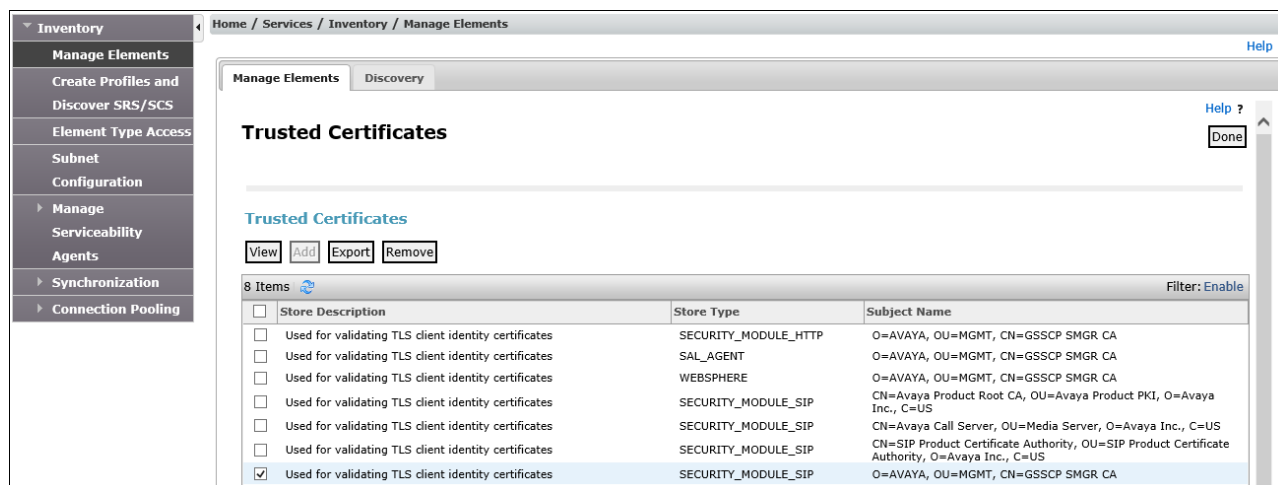 Inventory
Manage Elements
Create Profiles and
Discover SRS/SCS
Element Type Access
Subnet
Configuration
Manage
Serviceability
Agents
Synchronization
Connection Pooling
Home / Services / Inventory / Manage Elements
Help
Manage Elements Discovery
Help ?
Trusted Certificates
Done
Trusted Certificates
View Add Export Remove
8 Items Filter: Enable
Store Description Store Type Subject Name
Used for validating TLS client identity certificates SECURITY_MODULE_HTTP O=AVAYA, OU=MGMT, CN=GSSCP SMGR CA
Used for validating TLS client identity certificates SAL_AGENT O=AVAYA, OU=MGMT, CN=GSSCP SMGR CA
Used for validating TLS client identity certificates WEBSPHERE O=AVAYA, OU=MGMT, CN=GSSCP SMGR CA
Used for validating TLS client identity certificates SECURITY_MODULE_SIP CN=Avaya Product Root CA, OU=Avaya Product PKI, O=Avaya
Inc., C=US
Used for validating TLS client identity certificates SECURITY_MODULE_SIP CN=Avaya Call Server, OU=Media Server, O=Avaya Inc., C=US
Used for validating TLS client identity certificates SECURITY_MODULE_SIP CN=SIP Product Certificate Authority, OU=SIP Product Certificate
Authority, O=Avaya Inc., C=US
Used for validating TLS client identity certificates SECURITY_MODULE_SIP O=AVAYA, OU=MGMT, CN=GSSCP SMGR CA